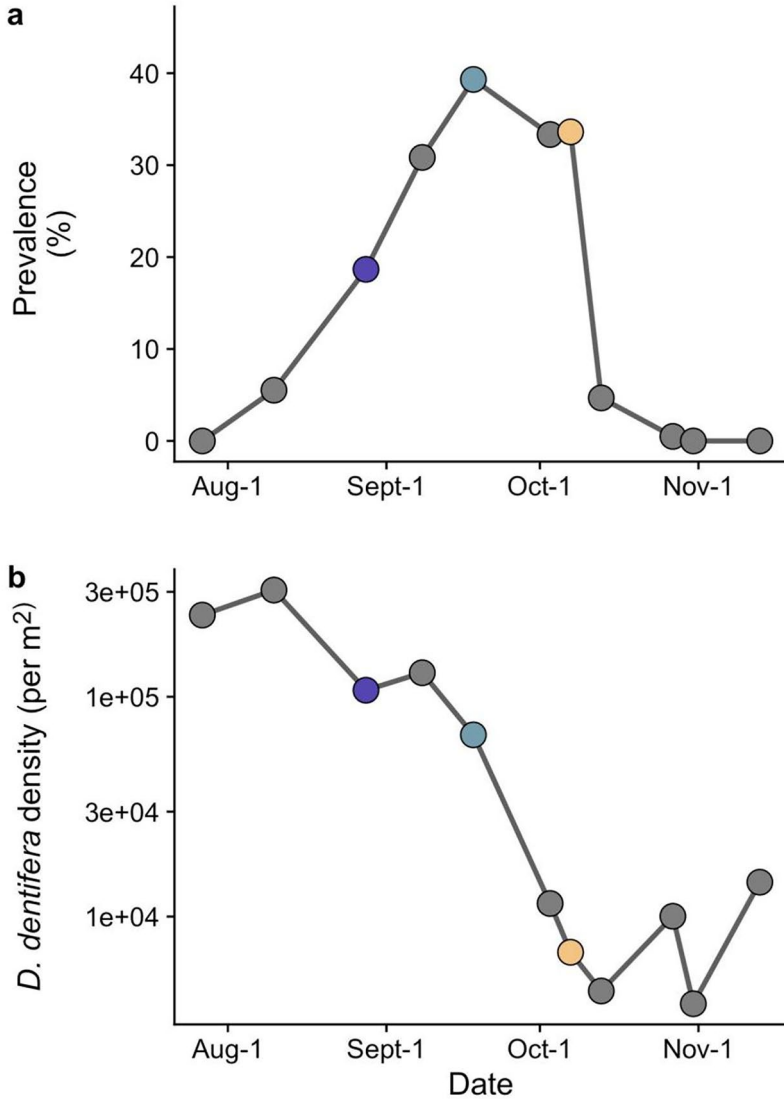 a
40
30
20
10
0
Prevalence
(%)
Aug-1 Sept-1 Oct-1 Nov-1
b
3e+05
1e+05
3e+04
1e+04
D. dentifera density (per m²)
Aug-1 Sept-1 Oct-1 Nov-1
Date